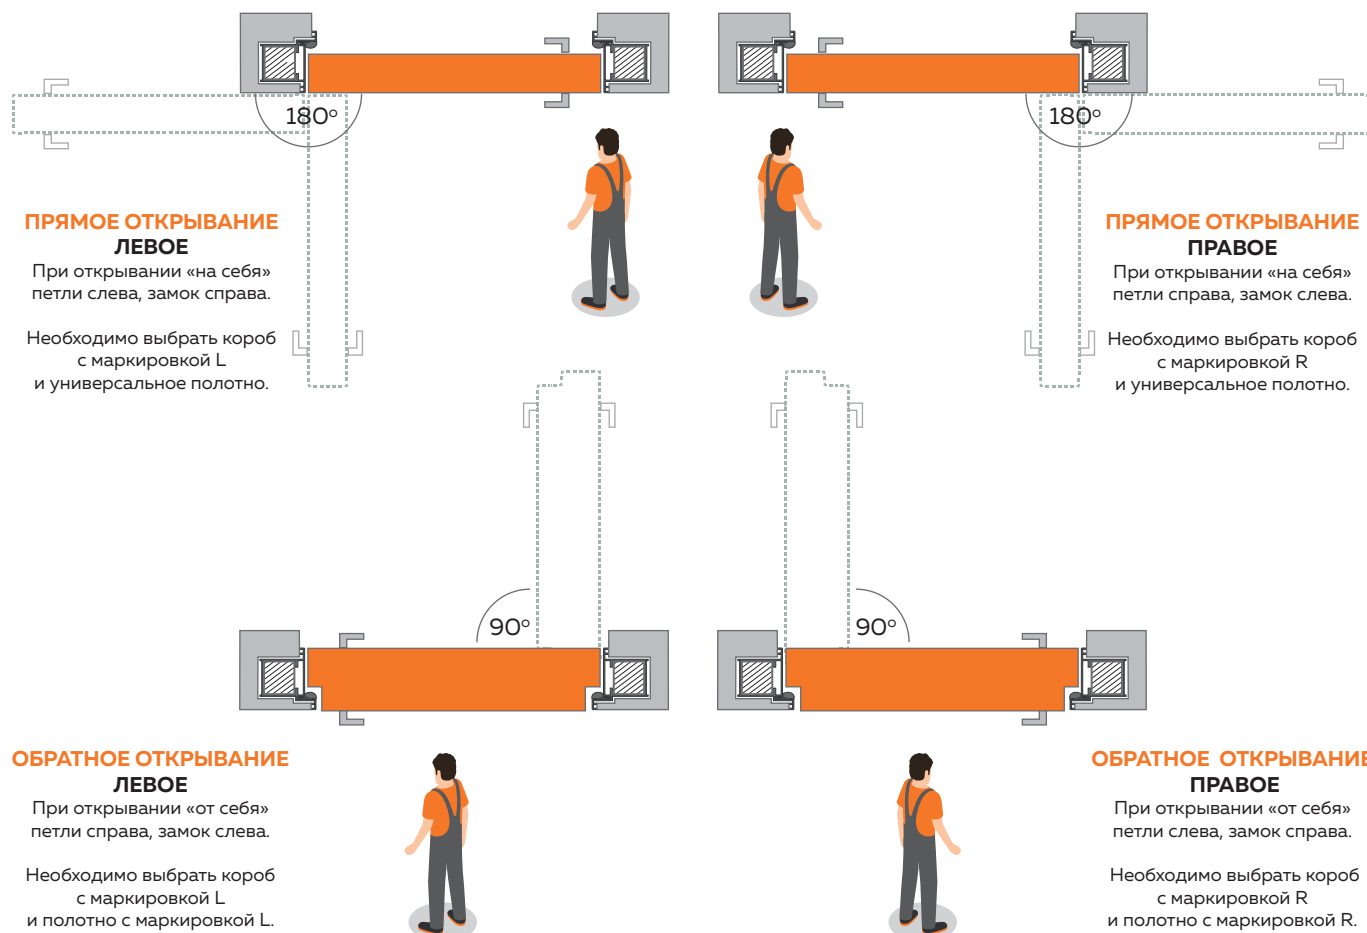 180°
180°
ПРЯМОЕ ОТКРЫВАНИЕ
ЛЕВОЕ
При открывании «на себя»
петли слева, замок справа.
Необходимо выбрать короб
с маркировкой L
и универсальное полотно.
ПРЯМОЕ ОТКРЫВАНИЕ
ПРАВОЕ
При открывании «на себя»
петли справа, замок слева.
Необходимо выбрать короб
с маркировкой R
и универсальное полотно.
90°
90°
ОБРАТНОЕ ОТКРЫВАНИЕ
ЛЕВОЕ
При открывании «от себя»
петли справа, замок слева.
Необходимо выбрать короб
с маркировкой L
и полотно с маркировкой L.
ОБРАТНОЕ ОТКРЫВАНИЕ
ПРАВОЕ
При открывании «от себя»
петли слева, замок справа.
Необходимо выбрать короб
с маркировкой R
и полотно с маркировкой R.